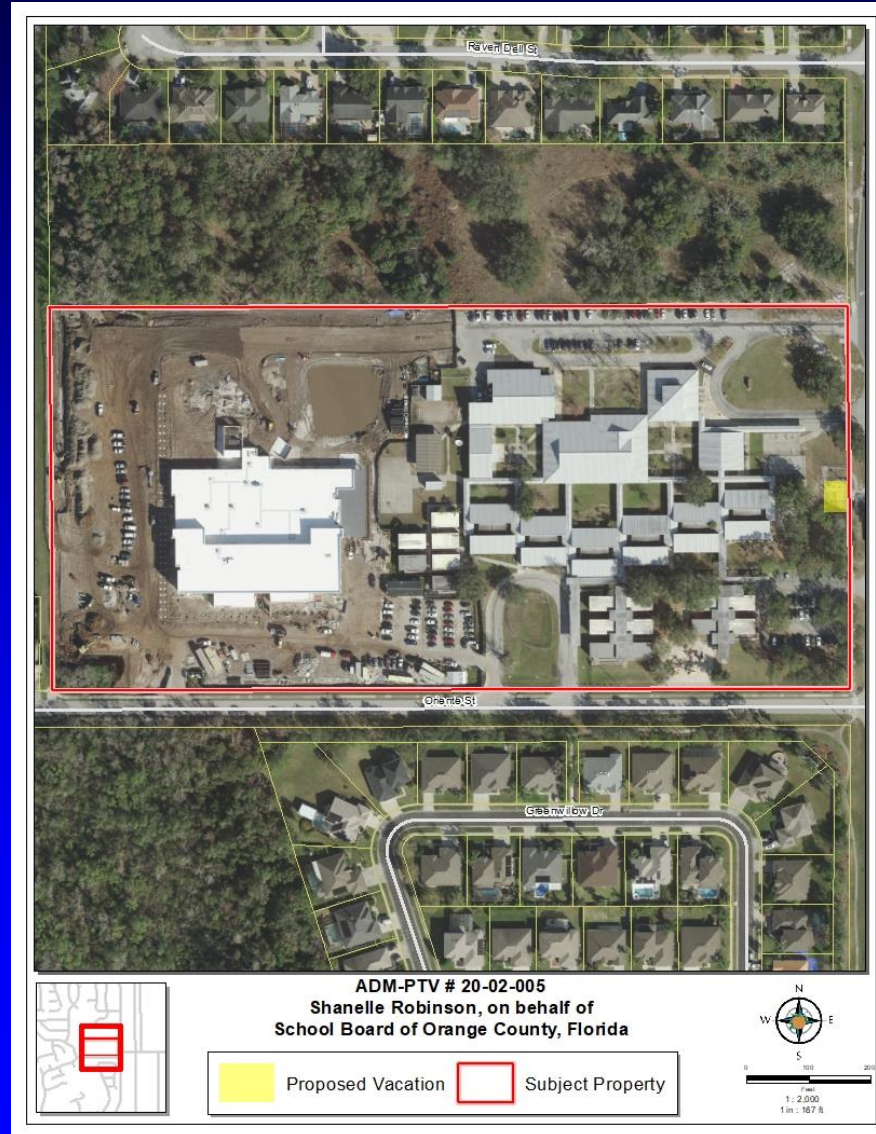 Raven Dell St
Oriente St
Greenwillow Dr
ADM-PTV # 20-02-005
Shanelle Robinson, on behalf of
School Board of Orange County, Florida
Proposed Vacation
Subject Property
N
W
E
S
0 100 200
Feet
1 : 2,000
1 in : 167 ft